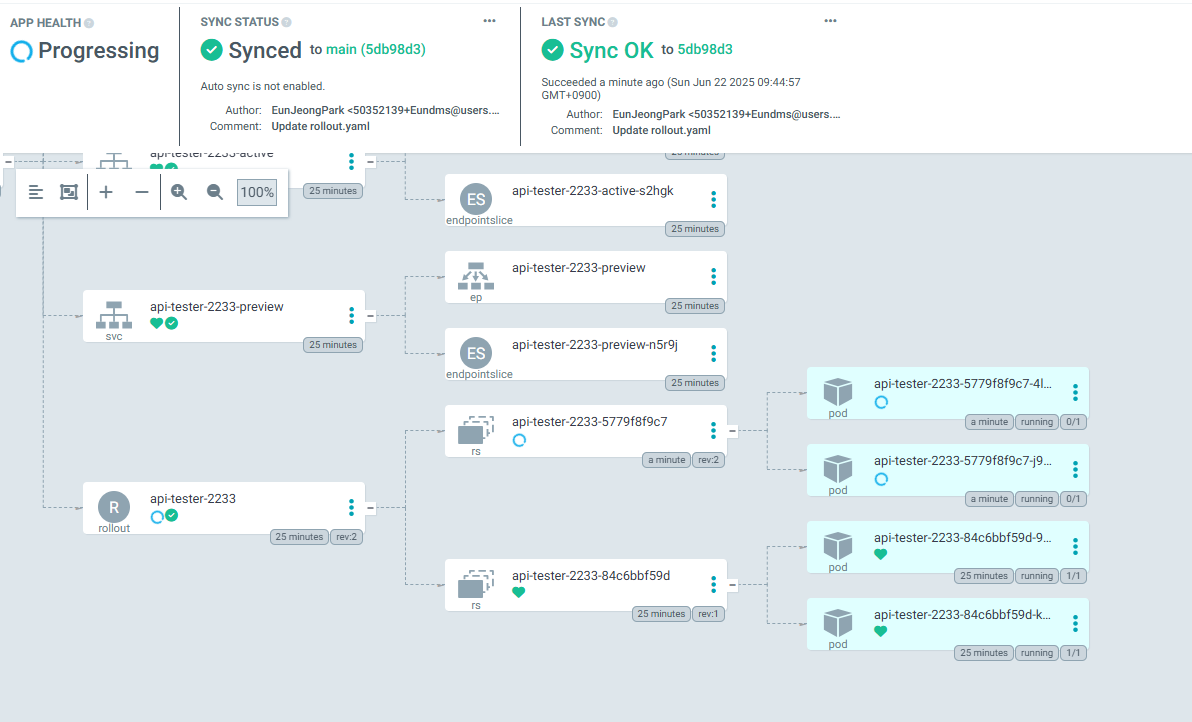 APP HEALTH
Progressing
SYNC STATUS
Synced to main (5db98d3)
Auto sync is not enabled.
Author: EunJeongPark <50352139+Eundms@users....
Comment: Update rollout.yaml
LAST SYNC
Sync OK to 5db98d3
Succeeded a minute ago (Sun Jun 22 2025 09:44:57
GMT+0900)
Author: EunJeongPark <50352139+Eundms@users....
Comment: Update rollout.yaml
api-tester-2233-active
25 minutes
25 minutes
100%
ES
endpointslice
api-tester-2233-active-s2hgk
25 minutes
ep
api-tester-2233-preview
25 minutes
svc
api-tester-2233-preview
25 minutes
ES
endpointslice
api-tester-2233-preview-n5r9j
25 minutes
rs
api-tester-2233-5779f8f9c7
a minute rev:2
pod
api-tester-2233-5779f8f9c7-4l...
a minute running 0/1
pod
api-tester-2233-5779f8f9c7-j9...
a minute running 0/1
R
rollout
api-tester-2233
25 minutes rev:2
rs
api-tester-2233-84c6bbf59d
25 minutes rev:1
pod
api-tester-2233-84c6bbf59d-9...
25 minutes running 1/1
pod
api-tester-2233-84c6bbf59d-k...
25 minutes running 1/1